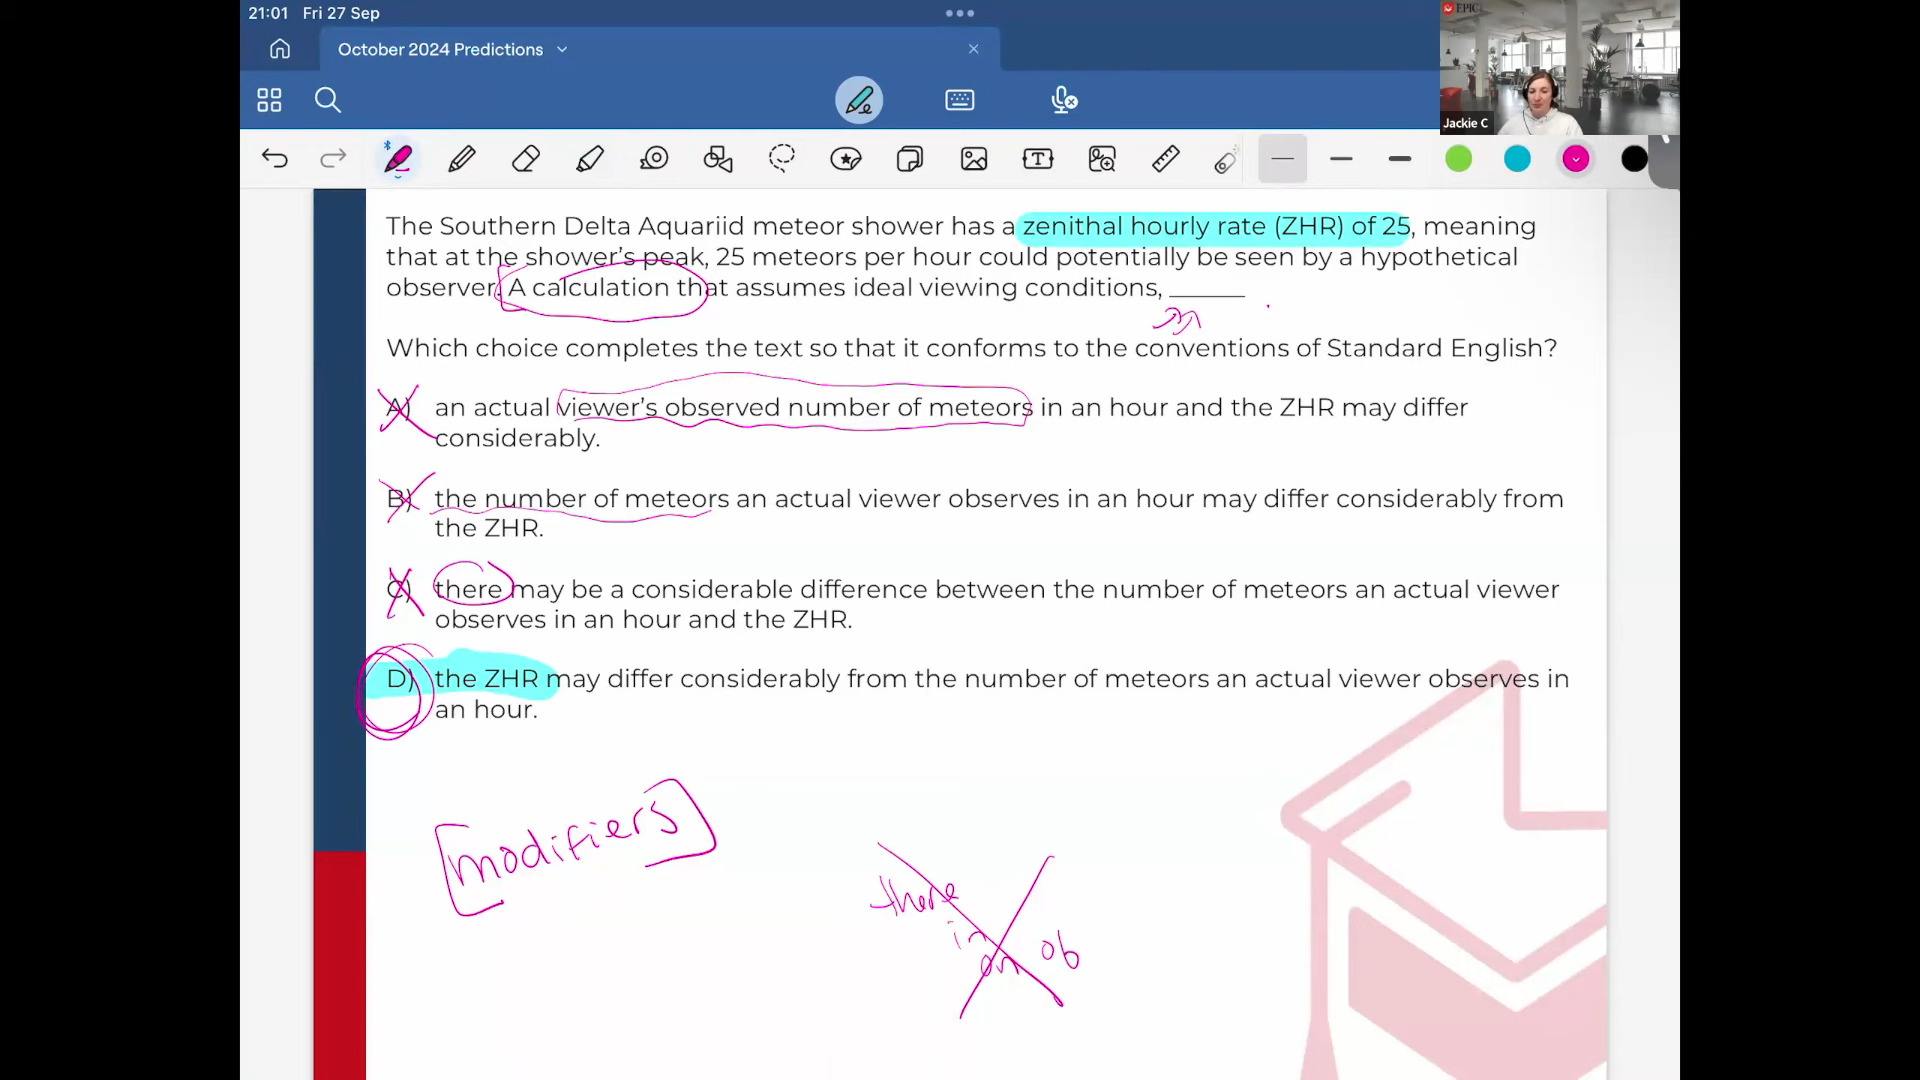 21:01 Fri 27 Sep
EPIC
October 2024 Predictions
Jackie C
The Southern Delta Aquariid meteor shower has a zenithal hourly rate (ZHR) of 25, meaning
that at the shower's peak, 25 meteors per hour could potentially be seen by a hypothetical
observer. A calculation that assumes ideal viewing conditions, ______
Which choice completes the text so that it conforms to the conventions of Standard English?
A) an actual viewer's observed number of meteors in an hour and the ZHR may differ
considerably.
B) the number of meteors an actual viewer observes in an hour may differ considerably from
the ZHR.
C) there may be a considerable difference between the number of meteors an actual viewer
observes in an hour and the ZHR.
D) the ZHR may differ considerably from the number of meteors an actual viewer observes in
an hour.
modifiers
there
in
on ob